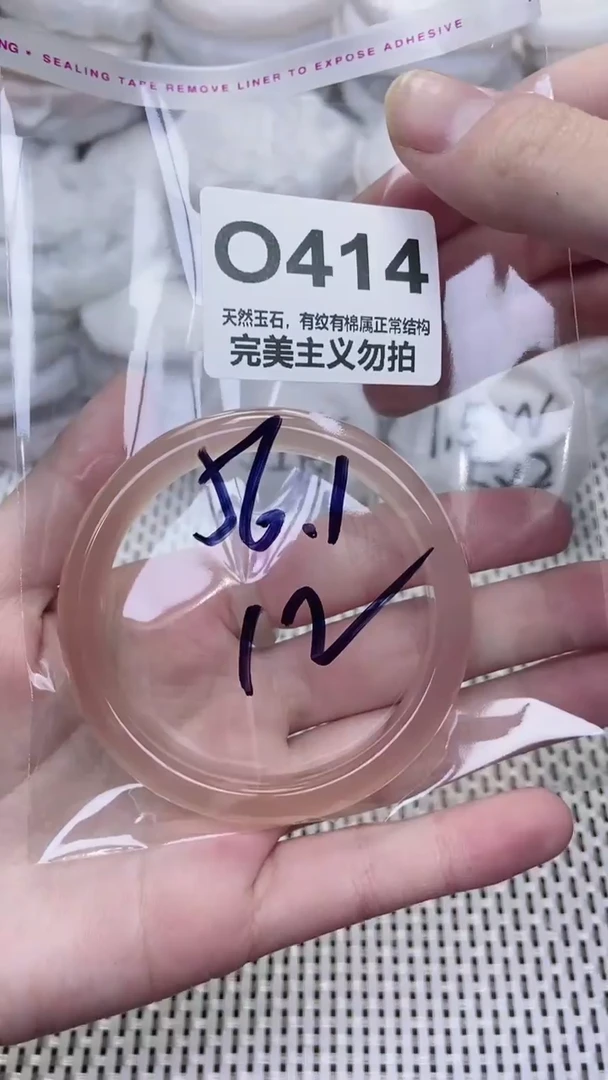 NG • SEALING TAPE REMOVE LINER TO EXPOSE ADHESIVE
O414
天然玉石，有纹有棉属正常结构
完美主义勿拍
56.1
12